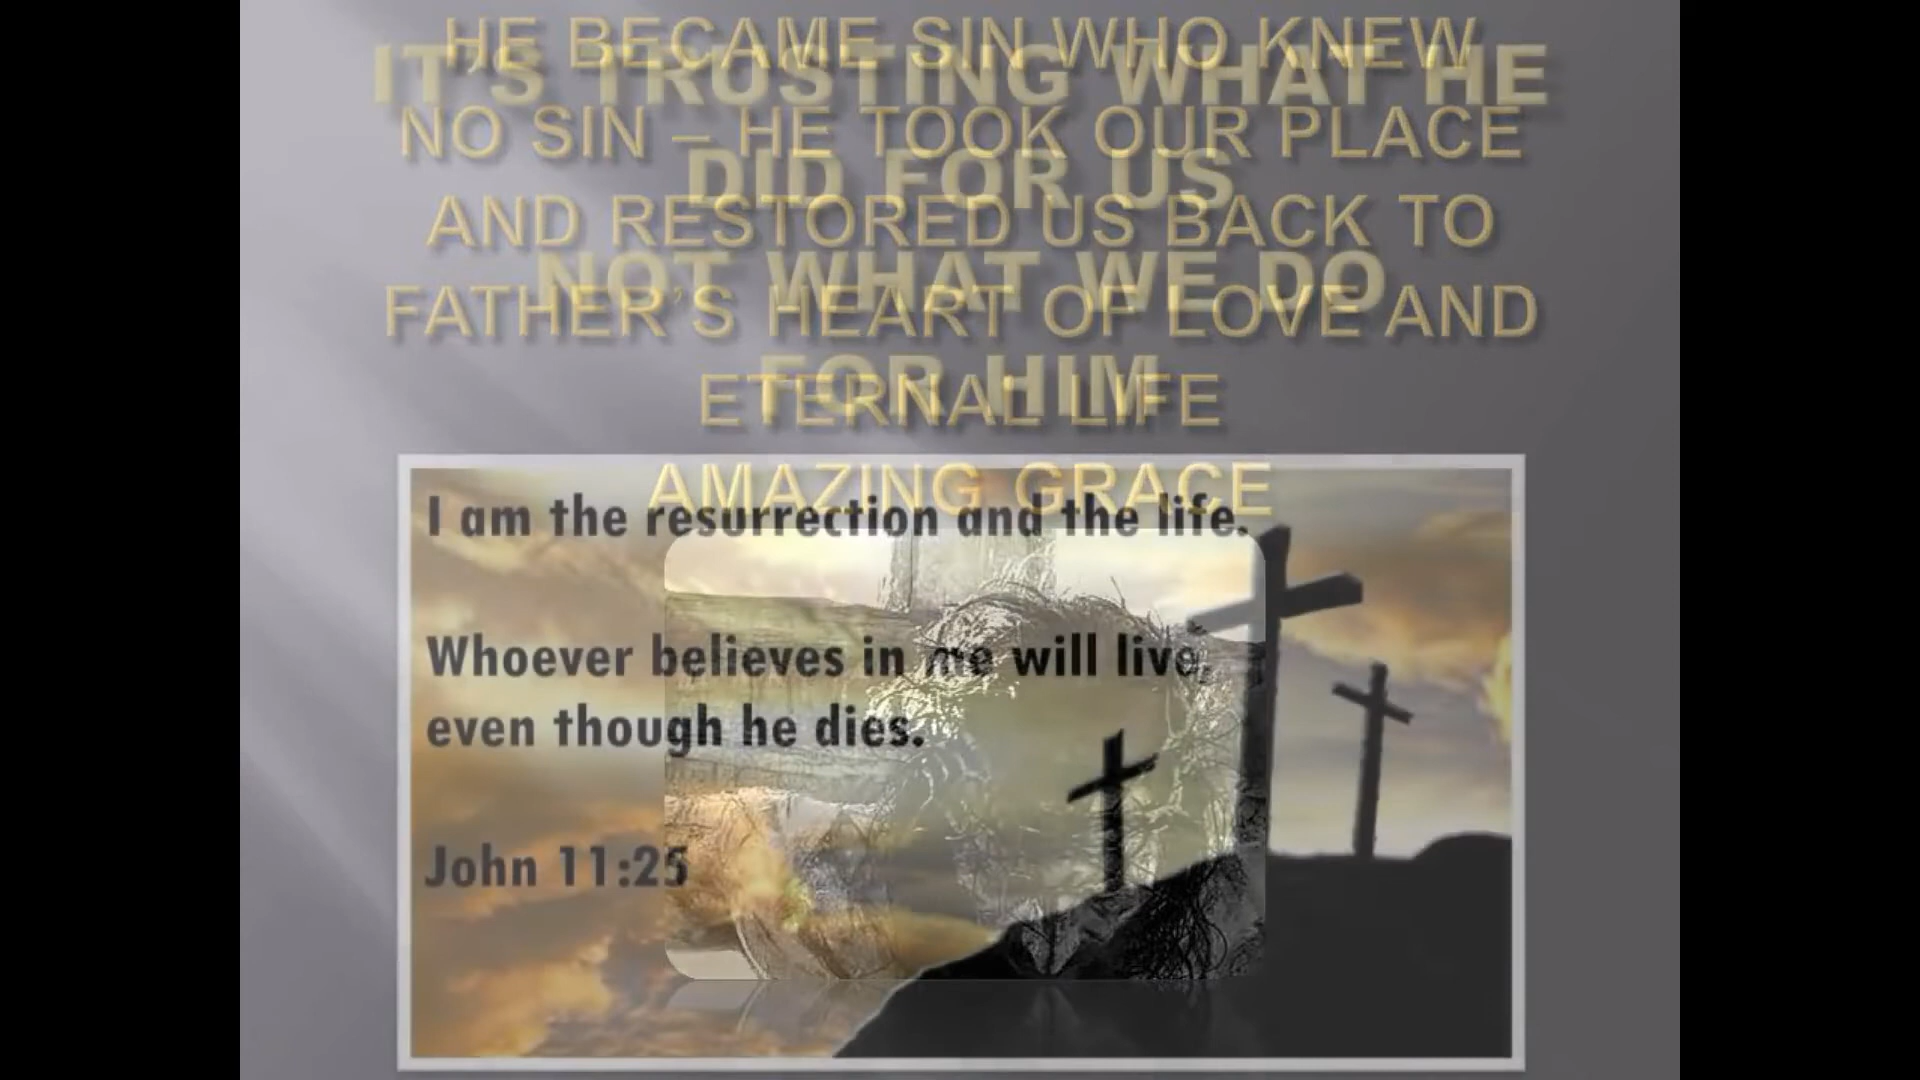 HE BECAME SIN WHO KNEW
NO SIN – HE TOOK OUR PLACE
AND RESTORED US BACK TO
FATHER'S HEART OF LOVE AND
ETERNAL LIFE
AMAZING GRACE
IT'S TRUSTING WHAT HE
DID FOR US
NOT WHAT WE DO
FOR HIM
I am the resurrection and the life.
Whoever believes in me will live,
even though he dies.
John 11:25